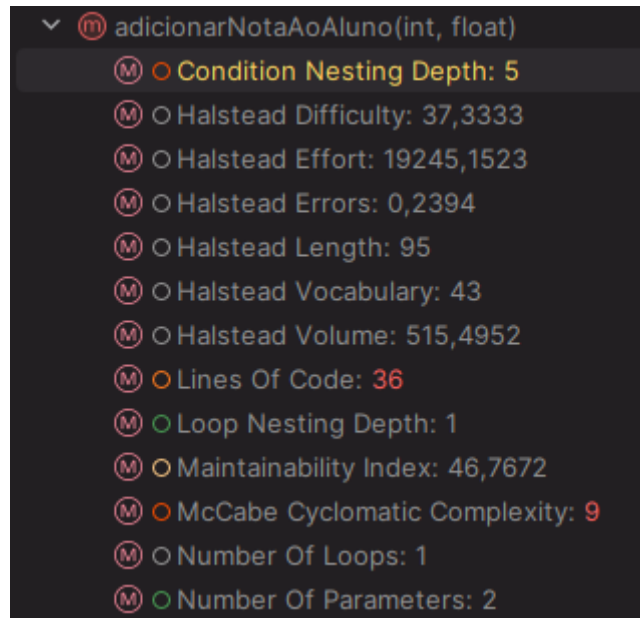 adicionarNotaAoAluno(int, float)
Condition Nesting Depth: 5
Halstead Difficulty: 37,3333
Halstead Effort: 19245,1523
Halstead Errors: 0,2394
Halstead Length: 95
Halstead Vocabulary: 43
Halstead Volume: 515,4952
Lines Of Code: 36
Loop Nesting Depth: 1
Maintainability Index: 46,7672
McCabe Cyclomatic Complexity: 9
Number Of Loops: 1
Number Of Parameters: 2